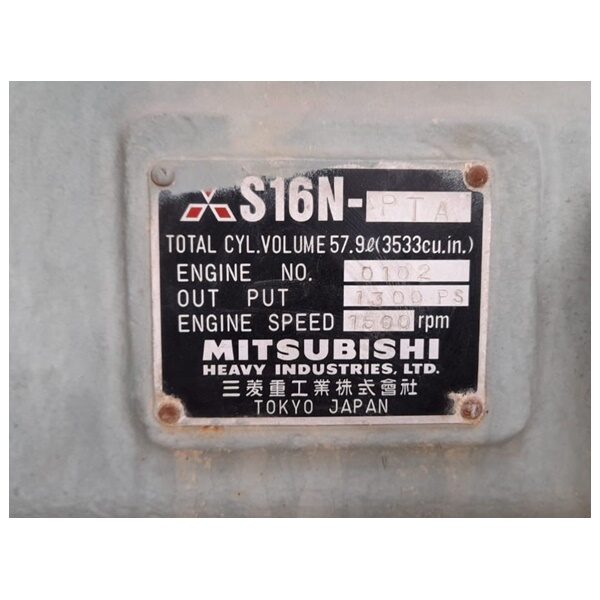 S16N-PTA
TOTAL CYL.VOLUME 57.9ℓ(3533cu.in.)
ENGINE NO. 0102
OUT PUT 1300 PS
ENGINE SPEED 1500 rpm
MITSUBISHI
HEAVY INDUSTRIES, LTD.
三菱重工業株式會社
TOKYO JAPAN